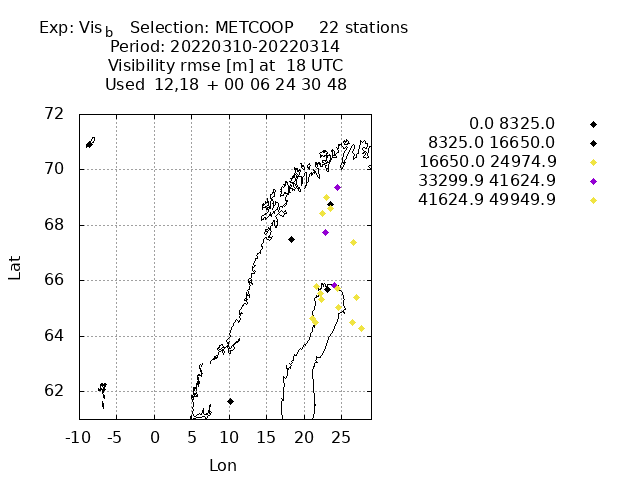 Exp: Vis_b   Selection: METCOOP     22 stations
Period: 20220310-20220314
Visibility rmse [m] at  18 UTC
Used  12,18  + 00 06 24 30 48
0.0 8325.0
8325.0 16650.0
16650.0 24974.9
33299.9 41624.9
41624.9 49949.9
72
70
68
66
64
62
Lat
-10 -5 0 5 10 15 20 25
Lon